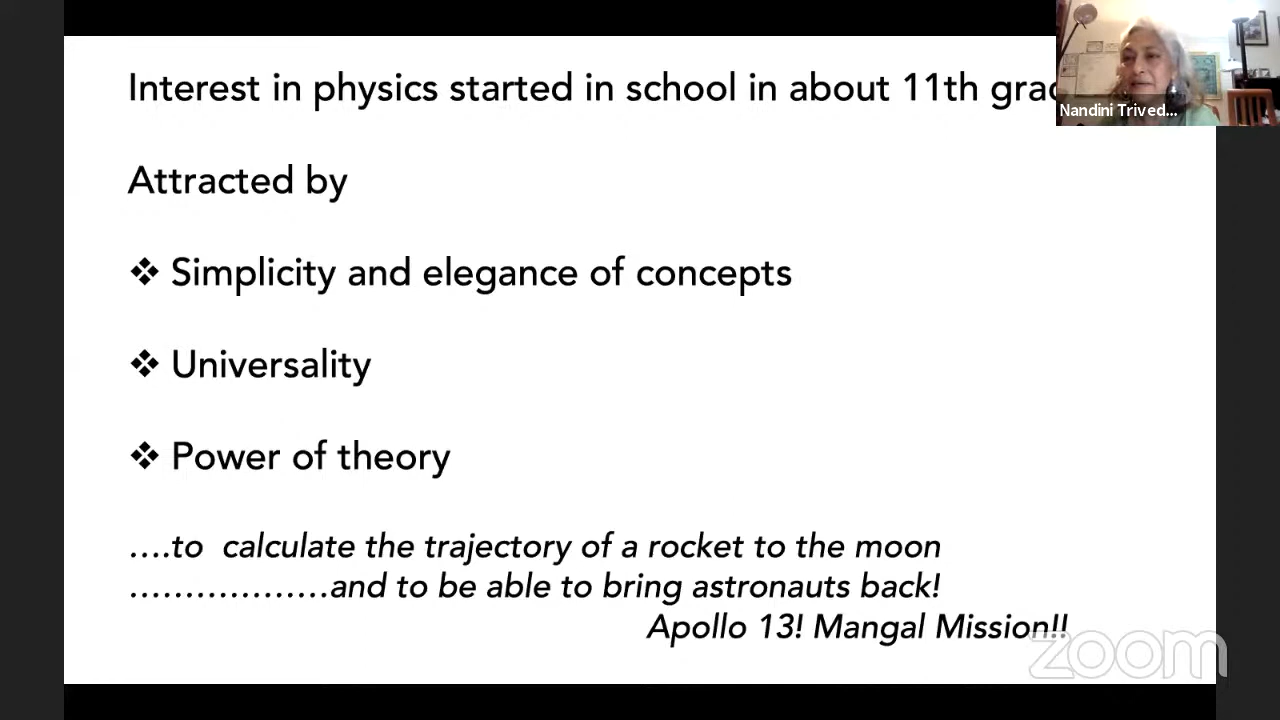 Interest in physics started in school in about 11th grad
Nandini Trived...
Attracted by
❖ Simplicity and elegance of concepts
❖ Universality
❖ Power of theory
….to calculate the trajectory of a rocket to the moon
………………and to be able to bring astronauts back!
Apollo 13! Mangal Mission!!
zoom